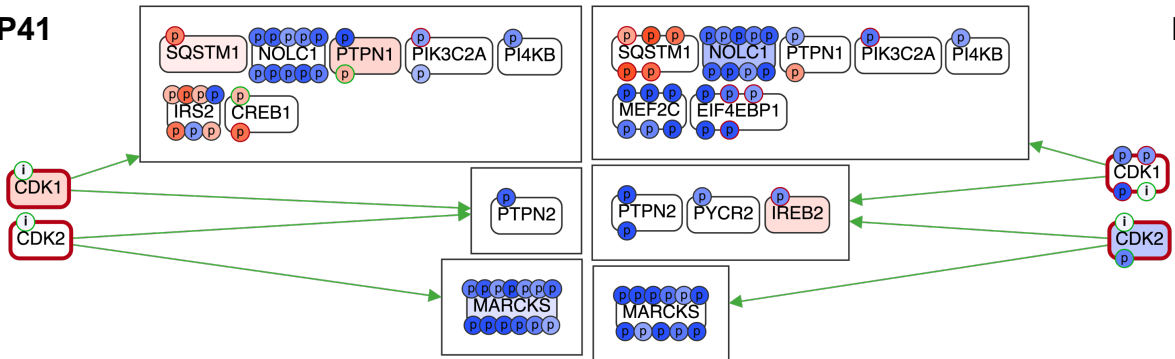 P41
p p p p p p p p p
SQSTM1 NOLC1 PTPN1 PIK3C2A PI4KB
p p p p p p p
p p p p p
IRS2 CREB1
p p p p
p p p p p p p p p p p
SQSTM1 NOLC1 PTPN1 PIK3C2A PI4KB
p p p p p p p
p p p p p p
MEF2C EIF4EBP1
p p p p p
i
CDK1
i
CDK2
p
PTPN2
p p p
PTPN2 PYCR2 IREB2
p
p p
CDK1
p i
i
CDK2
p
p p p p p p p
MARCKS
p p p p p p p
p p p p p p p
MARCKS
p p p p p